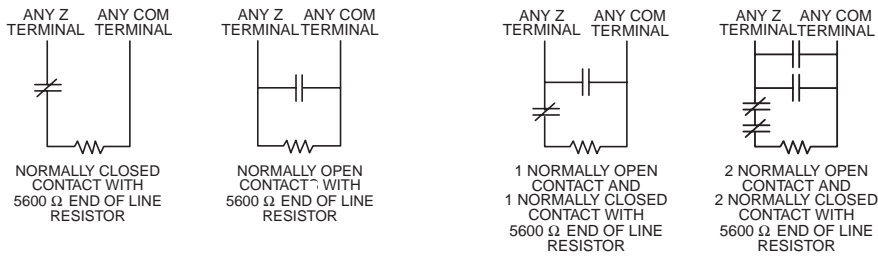 ANY Z ANY COM
TERMINAL TERMINAL
NORMALLY CLOSED
CONTACT WITH
5600 Ω END OF LINE
RESISTOR
ANY Z ANY COM
TERMINAL TERMINAL
NORMALLY OPEN
CONTACT WITH
5600 Ω END OF LINE
RESISTOR
ANY Z ANY COM
TERMINAL TERMINAL
1 NORMALLY OPEN
CONTACT AND
1 NORMALLY CLOSED
CONTACT WITH
5600 Ω END OF LINE
RESISTOR
ANY Z ANY COM
TERMINAL TERMINAL
2 NORMALLY OPEN
CONTACT AND
2 NORMALLY CLOSED
CONTACT WITH
5600 Ω END OF LINE
RESISTOR